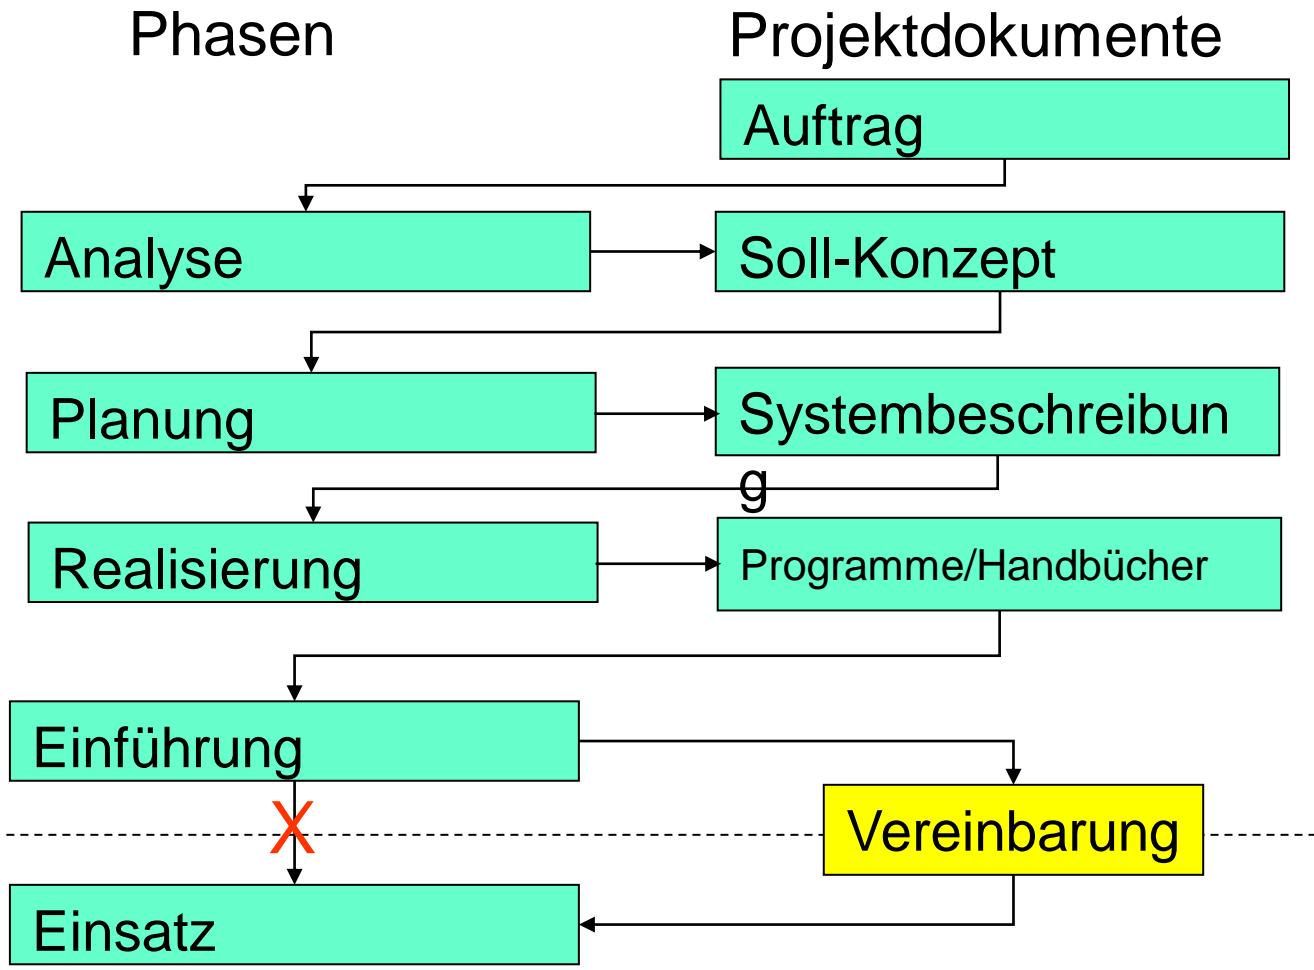 Phasen
Projektdokumente
Auftrag
Analyse
Soll-Konzept
Planung
Systembeschreibun
g
Realisierung
Programme/Handbücher
Einführung
X
Vereinbarung
Einsatz